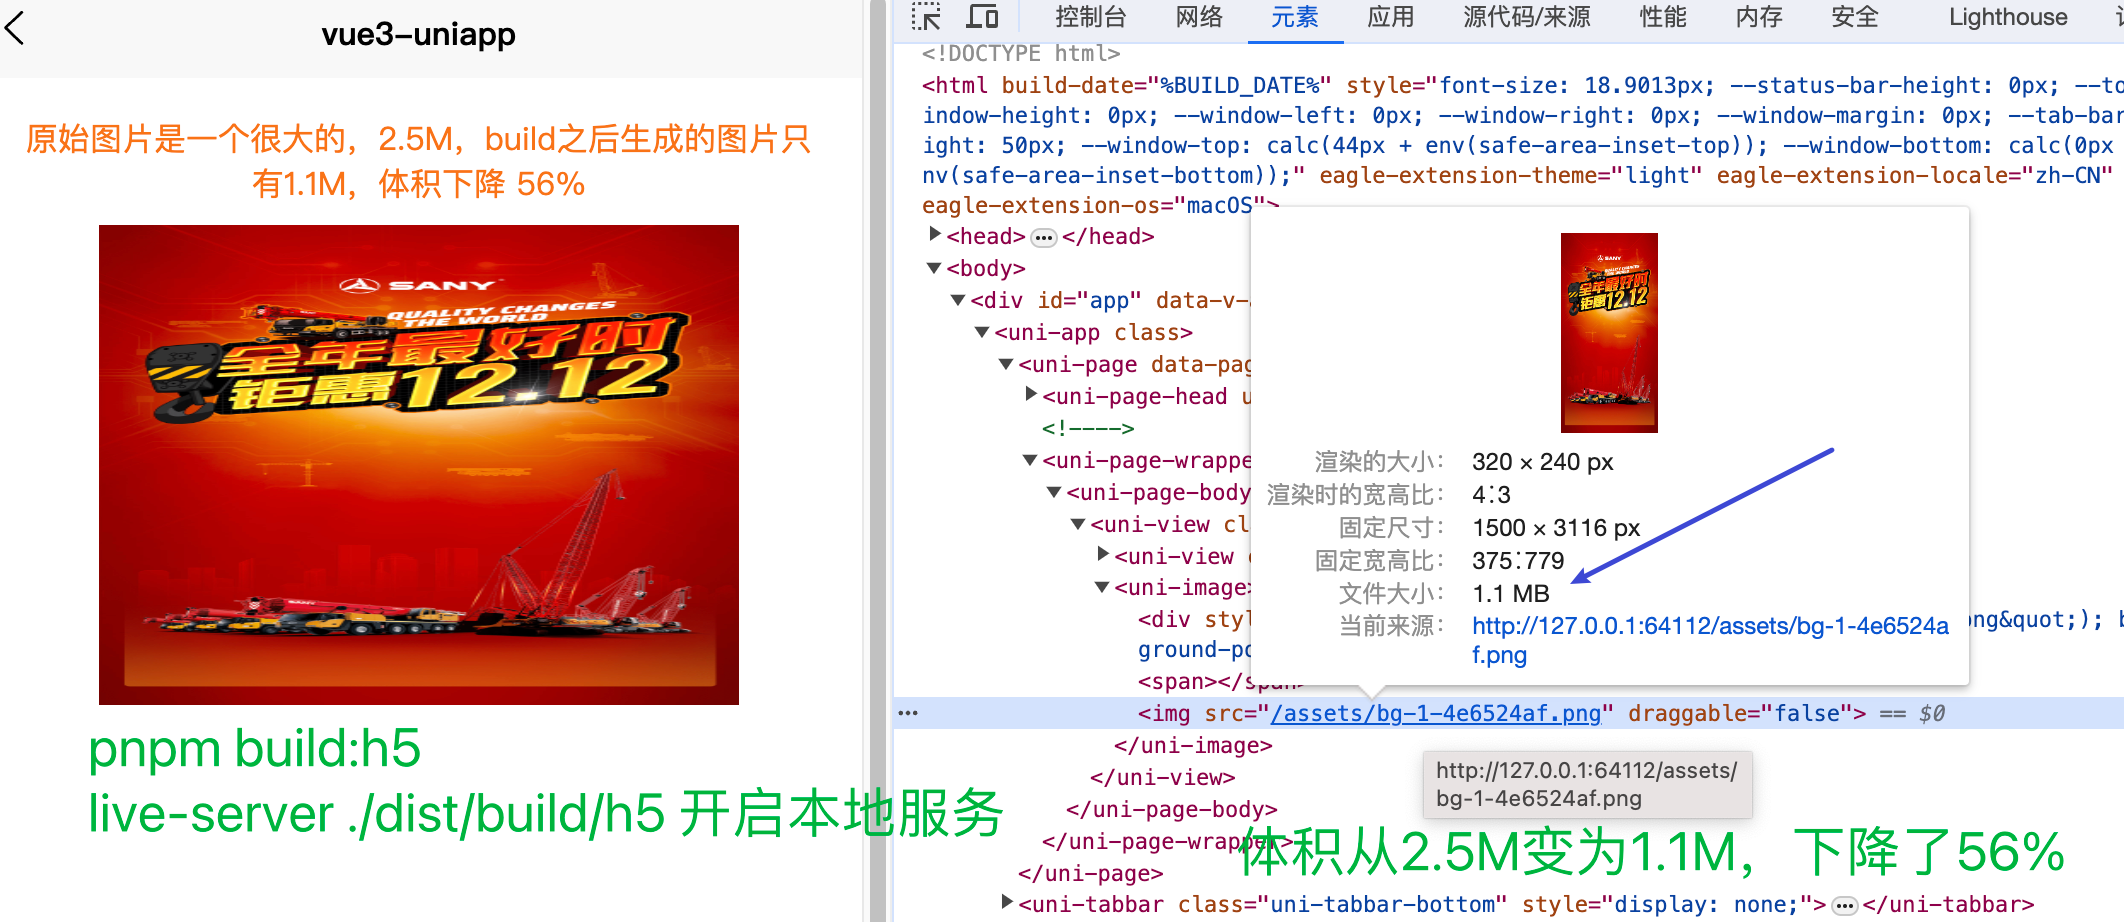 vue3-uniapp
原始图片是一个很大的，2.5M，build之后生成的图片只
有1.1M，体积下降 56%
SANY
QUALITY CHANGES
THE WORLD
全年最好时
钜惠12.12
pnpm build:h5
live-server ./dist/build/h5 开启本地服务
控制台 网络 元素 应用 源代码/来源 性能 内存 安全 Lighthouse
<!DOCTYPE html>
<html build-date="%BUILD_DATE%" style="font-size: 18.9013px; --status-bar-height: 0px; --to
indow-height: 0px; --window-left: 0px; --window-right: 0px; --window-margin: 0px; --tab-bar
ight: 50px; --window-top: calc(44px + env(safe-area-inset-top)); --window-bottom: calc(0px
nv(safe-area-inset-bottom));" eagle-extension-theme="light" eagle-extension-locale="zh-CN"
eagle-extension-os="macOS">
<head>…</head>
<body>
<div id="app" data-v-
<uni-app class>
<uni-page data-pag
<uni-page-head
<!---->
<uni-page-wrappe
<uni-page-body
<uni-view cl
<uni-view
<uni-image>
<div styl
ng&quot;); b
ground-po
<span></span>
<img src="/assets/bg-1-4e6524af.png" draggable="false"> == $0
</uni-image>
</uni-view>
</uni-page-body>
</uni-page-wrapper>
</uni-page>
<uni-tabbar class="uni-tabbar-bottom" style="display: none;">…</uni-tabbar>
SANY
全年最好时
钜惠12.12
渲染的大小： 320 × 240 px
渲染时的宽高比： 4:3
固定尺寸： 1500 × 3116 px
固定宽高比： 375:779
文件大小： 1.1 MB
当前来源： http://127.0.0.1:64112/assets/bg-1-4e6524a
f.png
http://127.0.0.1:64112/assets/
bg-1-4e6524af.png
体积从2.5M变为1.1M，下降了56%